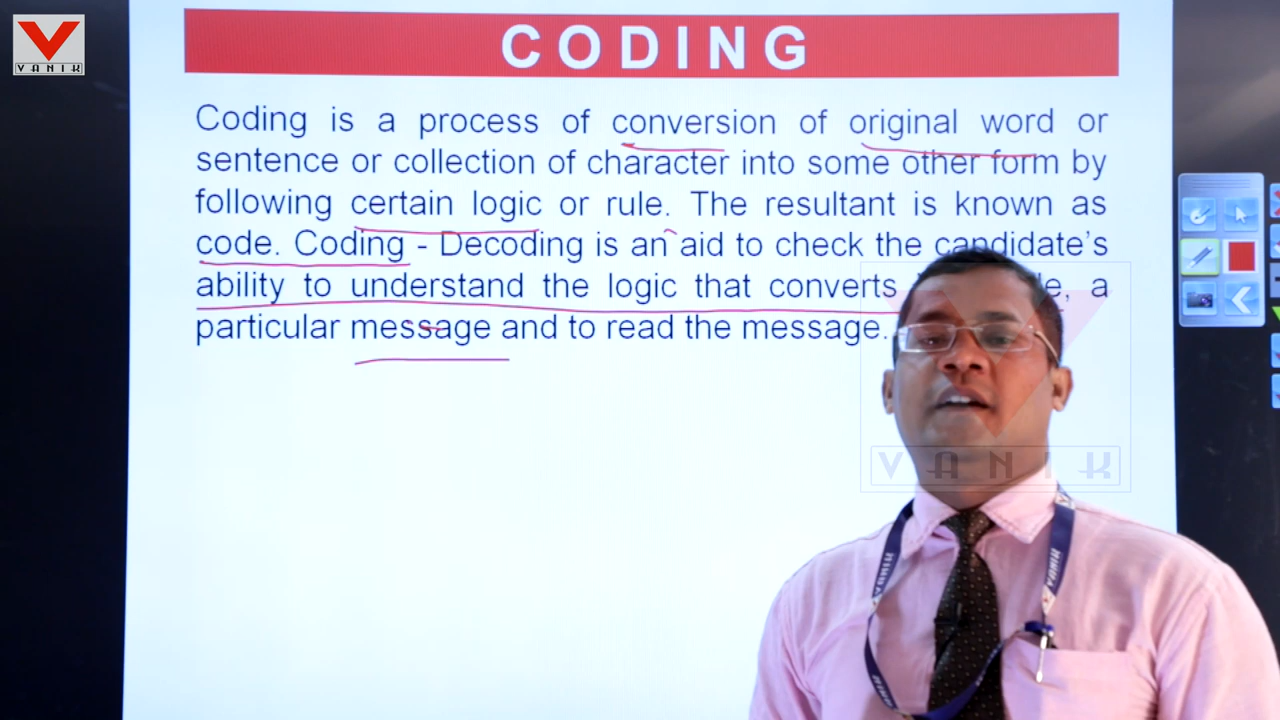 VANIK
CODING
Coding is a process of conversion of original word or
sentence or collection of character into some other form by
following certain logic or rule. The resultant is known as
code. Coding - Decoding is an aid to check the candidate's
ability to understand the logic that converts
particular message and to read the message.
a
VANIK
VANIK
VANIK